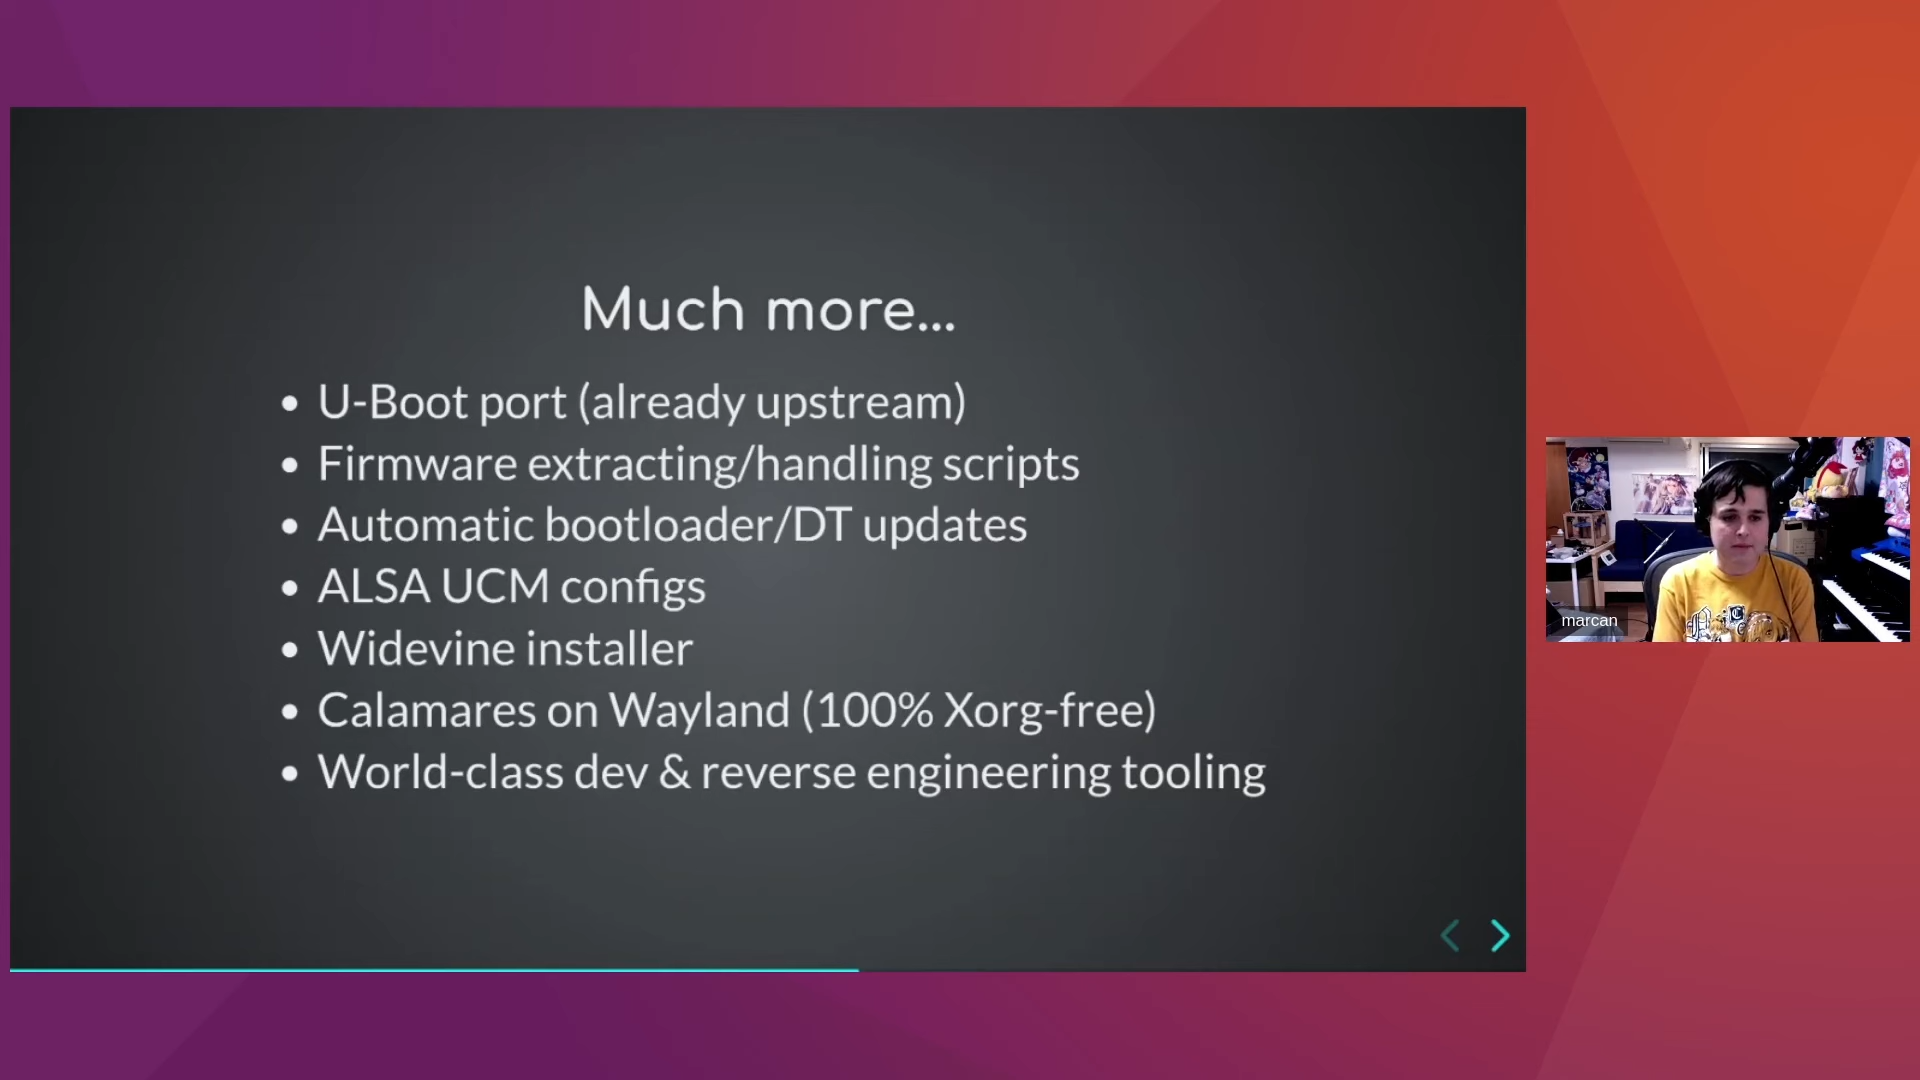 Much more...
U-Boot port (already upstream)
Firmware extracting/handling scripts
Automatic bootloader/DT updates
ALSA UCM configs
Widevine installer
Calamares on Wayland (100% Xorg-free)
World-class dev & reverse engineering tooling
marcan